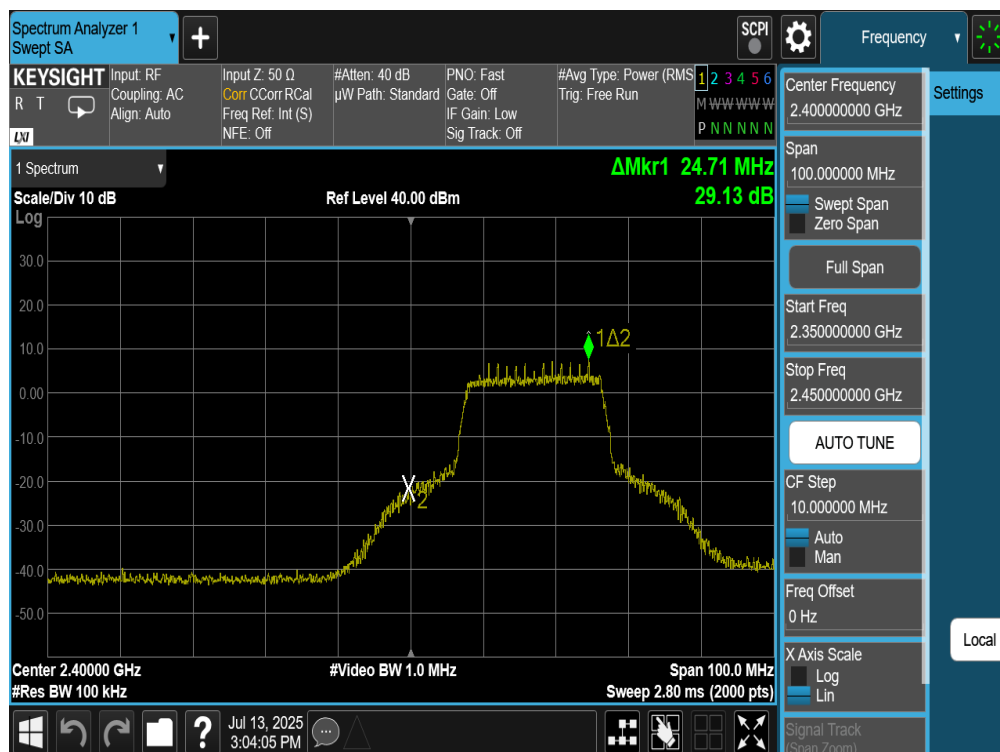 Spectrum Analyzer 1
Swept SA
+
SCPI
Frequency
KEYSIGHT
R T
LXI
Input: RF
Coupling: AC
Align: Auto
Input Z: 50 Ω
Corr CCorr RCal
Freq Ref: Int (S)
NFE: Off
#Atten: 40 dB
µW Path: Standard
PNO: Fast
Gate: Off
IF Gain: Low
Sig Track: Off
#Avg Type: Power (RMS
Trig: Free Run
1 2 3 4 5 6
M W W W W W
P N N N N N
1 Spectrum
Scale/Div 10 dB
Log
Ref Level 40.00 dBm
ΔMkr1 24.71 MHz
29.13 dB
30.0
20.0
10.0
0.00
-10.0
-20.0
-30.0
-40.0
-50.0
1Δ2
X2
Center 2.40000 GHz
#Video BW 1.0 MHz
Span 100.0 MHz
#Res BW 100 kHz
Sweep 2.80 ms (2000 pts)
?
Jul 13, 2025
3:04:05 PM
Center Frequency
2.400000000 GHz
Span
100.000000 MHz
Swept Span
Zero Span
Full Span
Start Freq
2.350000000 GHz
Stop Freq
2.450000000 GHz
AUTO TUNE
CF Step
10.000000 MHz
Auto
Man
Freq Offset
0 Hz
X Axis Scale
Log
Lin
Signal Track
(Span Zoom)
Settings
Local